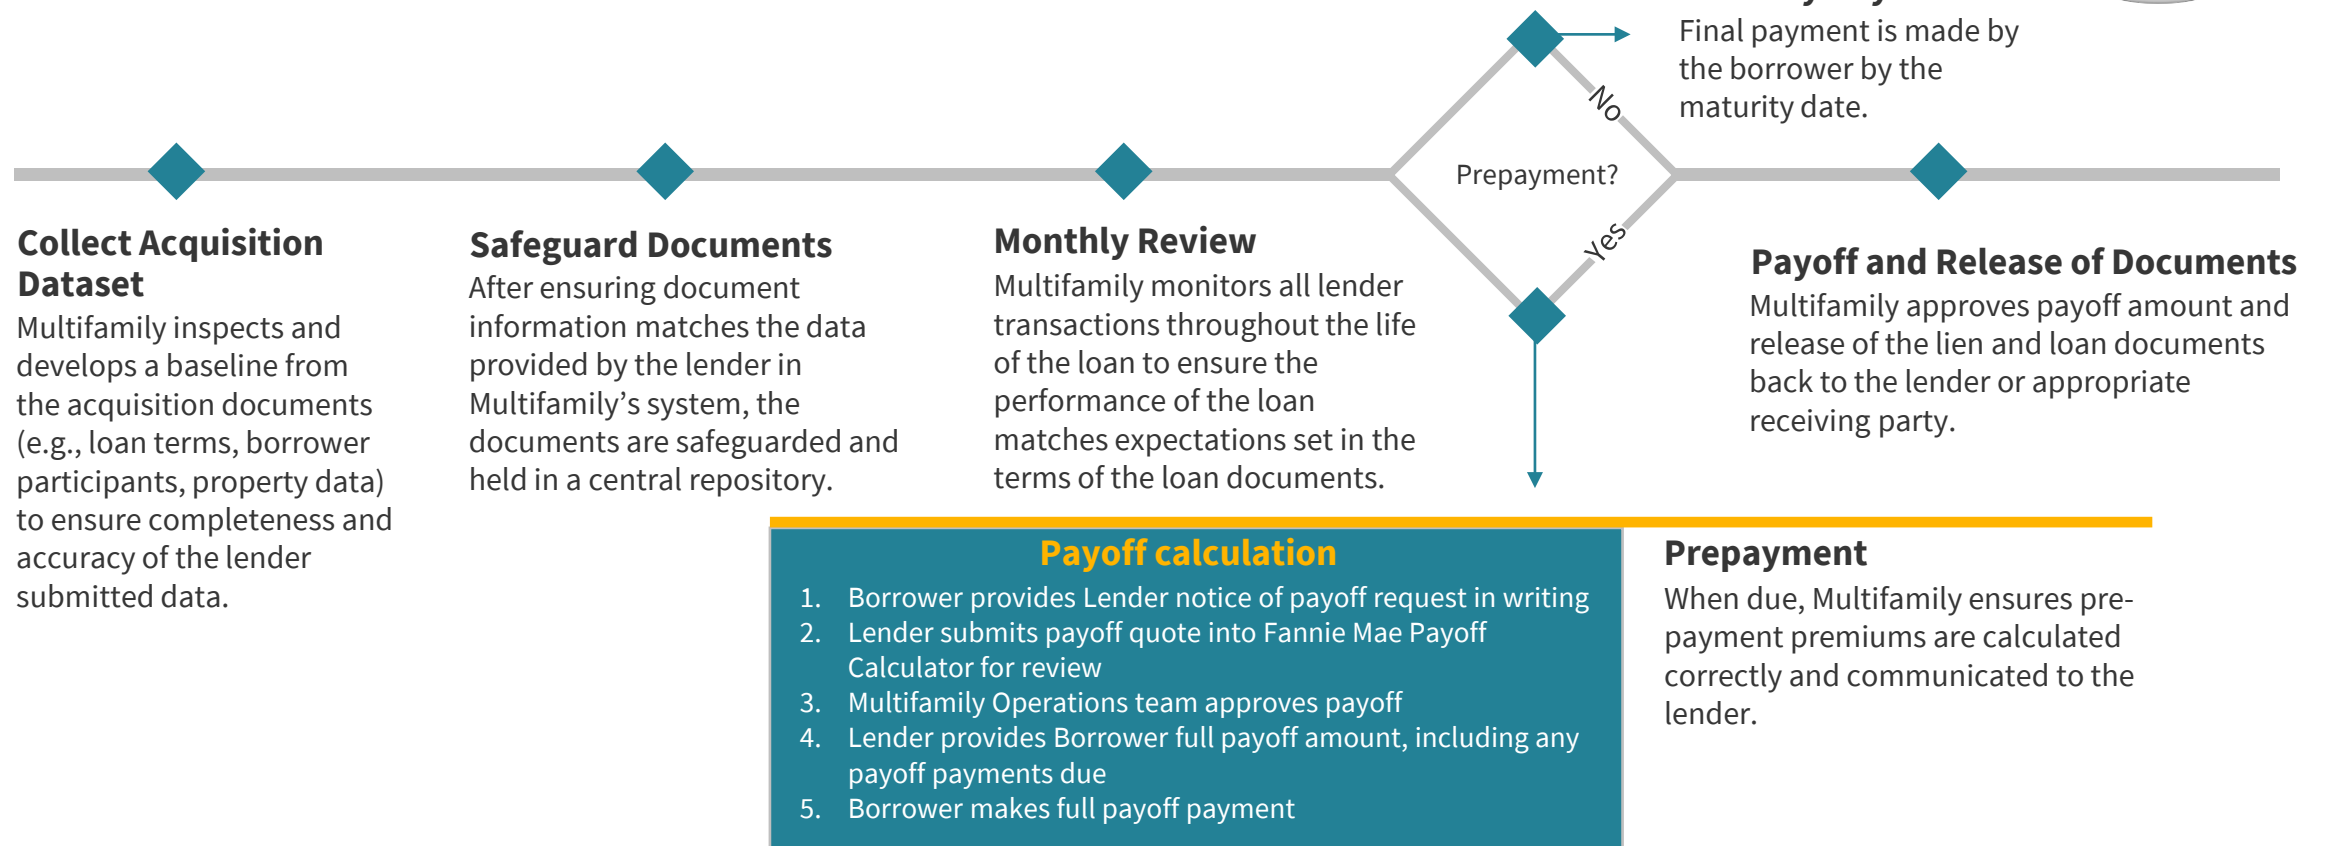 Final payment is made by
the borrower by the
maturity date.
No
Prepayment?
Yes
Collect Acquisition
Dataset
Multifamily inspects and
develops a baseline from
the acquisition documents
(e.g., loan terms, borrower
participants, property data)
to ensure completeness and
accuracy of the lender
submitted data.
Safeguard Documents
After ensuring document
information matches the data
provided by the lender in
Multifamily’s system, the
documents are safeguarded and
held in a central repository.
Monthly Review
Multifamily monitors all lender
transactions throughout the life
of the loan to ensure the
performance of the loan
matches expectations set in the
terms of the loan documents.
Payoff and Release of Documents
Multifamily approves payoff amount and
release of the lien and loan documents
back to the lender or appropriate
receiving party.
Payoff calculation
1. Borrower provides Lender notice of payoff request in writing
2. Lender submits payoff quote into Fannie Mae Payoff
Calculator for review
3. Multifamily Operations team approves payoff
4. Lender provides Borrower full payoff amount, including any
payoff payments due
5. Borrower makes full payoff payment
Prepayment
When due, Multifamily ensures pre-
payment premiums are calculated
correctly and communicated to the
lender.